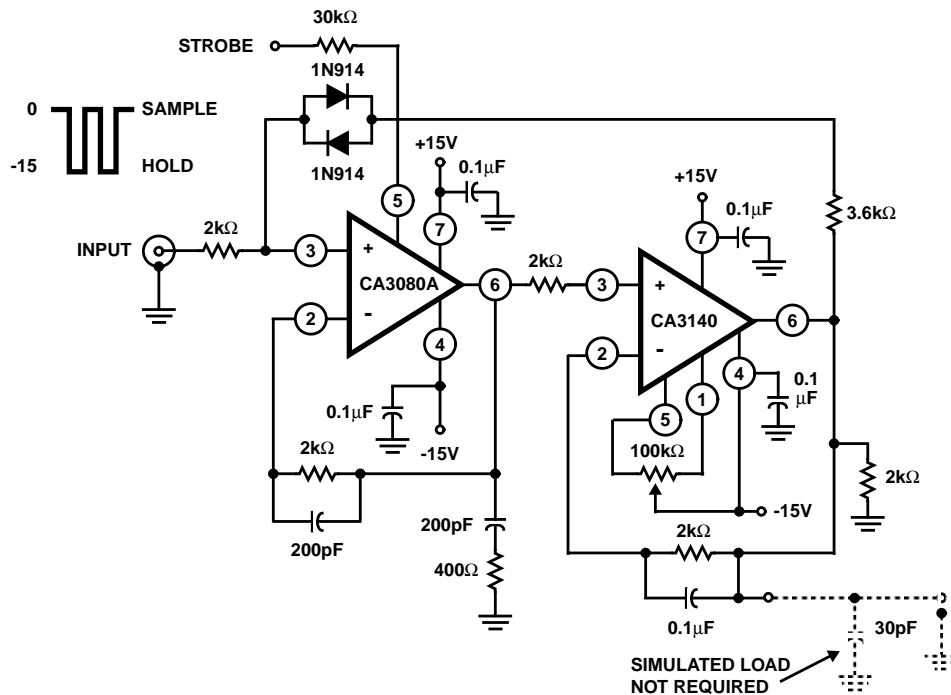 30kΩ
STROBE
1N914
0
SAMPLE
-15
HOLD
1N914
+15V
0.1µF
+15V
0.1µF
3.6kΩ
5
7
7
INPUT
2kΩ
3
+
CA3080A
6
2kΩ
3
+
CA3140
6
2
-
4
2
-
4
1
5
0.1µF
0.1
µF
-15V
100kΩ
2kΩ
2kΩ
-15V
200pF
200pF
2kΩ
400Ω
0.1µF
30pF
SIMULATED LOAD
NOT REQUIRED